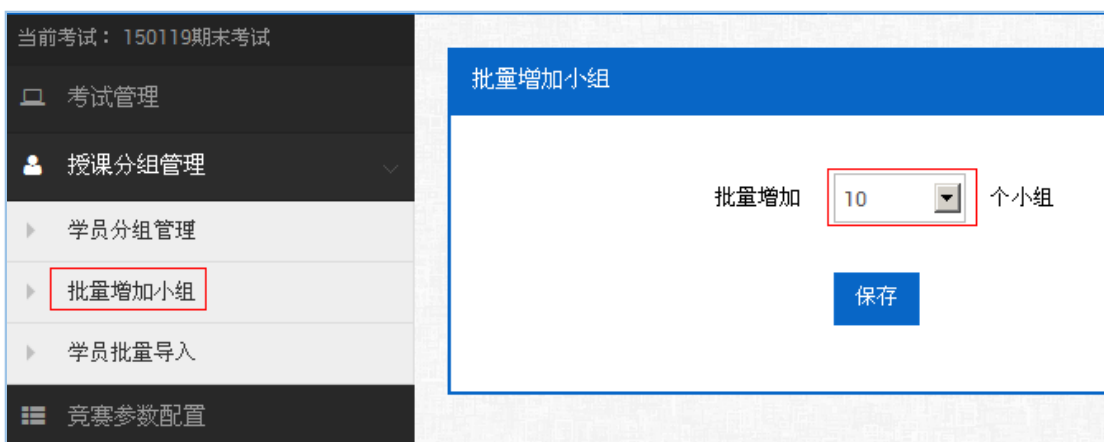 当前考试：150119期末考试
考试管理
授课分组管理
学员分组管理
批量增加小组
学员批量导入
竞赛参数配置
批量增加小组
批量增加 10 个小组
保存